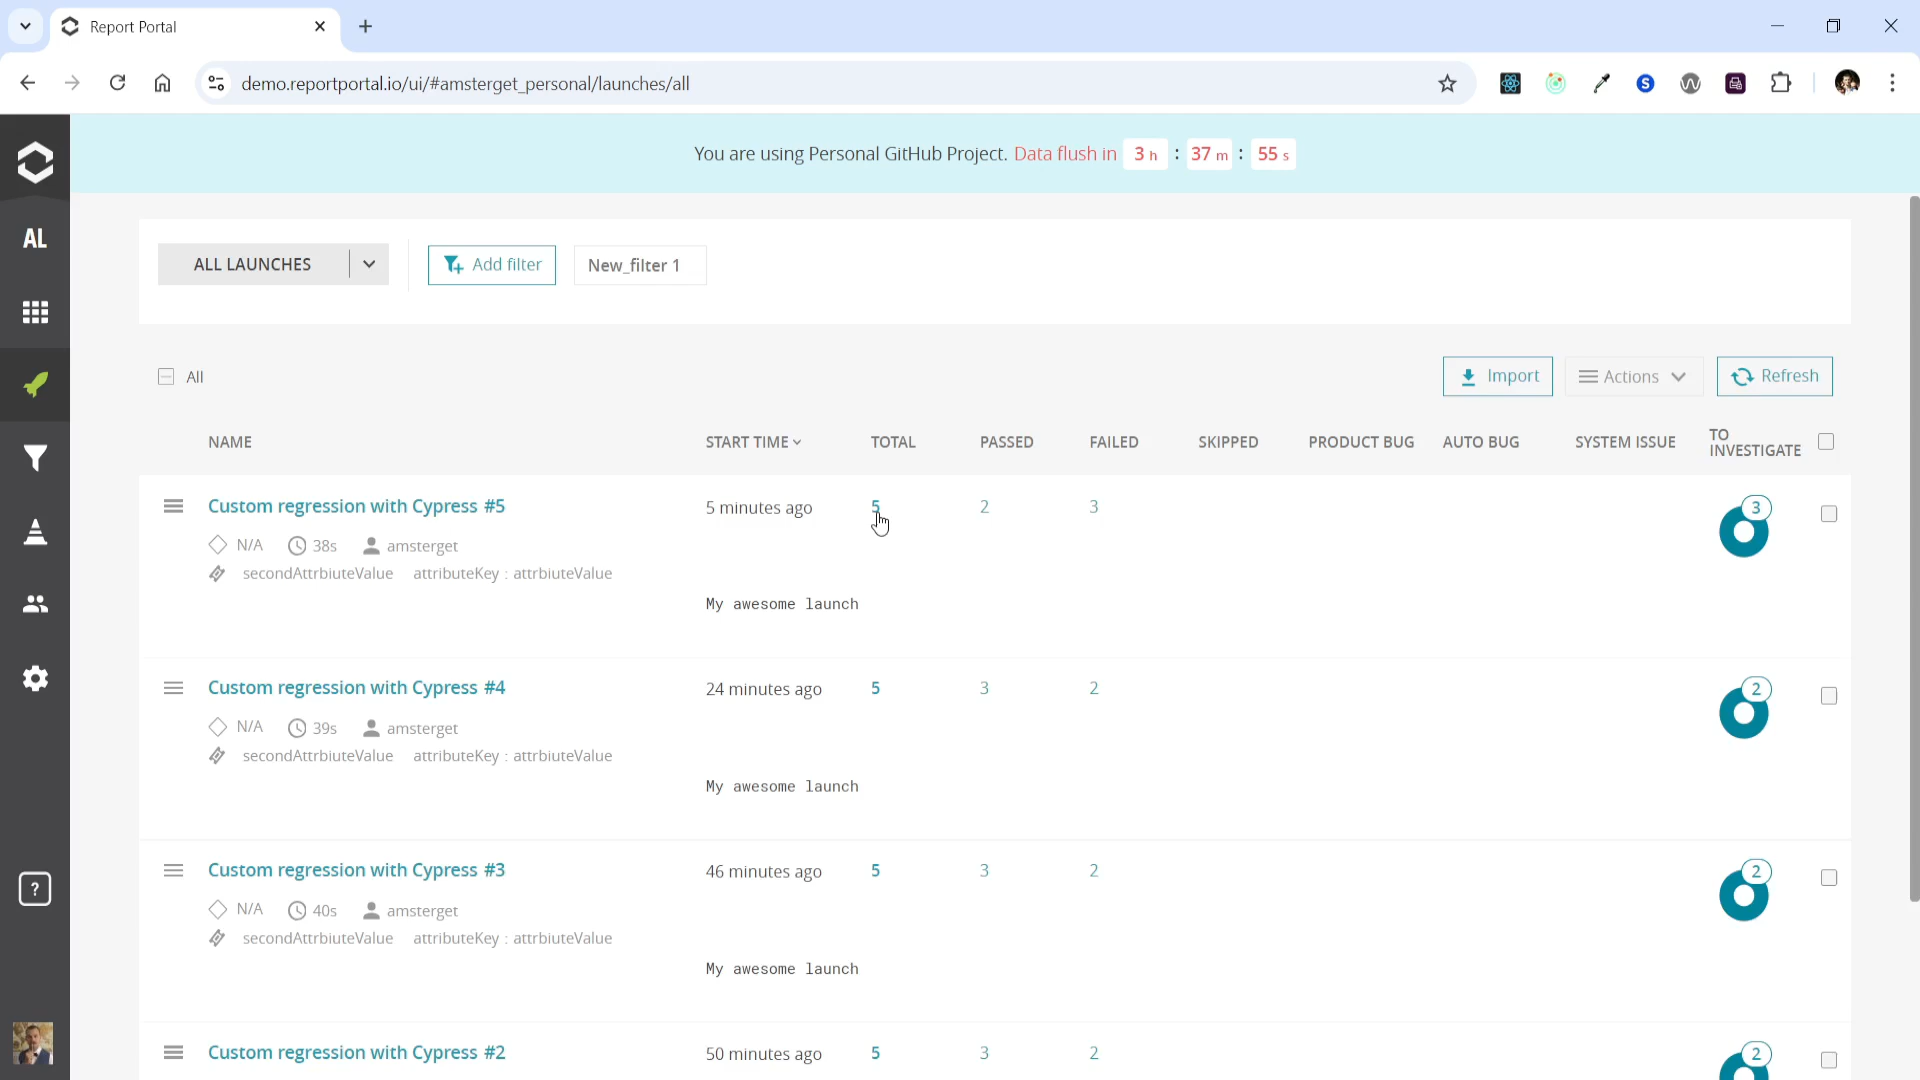 Report Portal
demo.reportportal.io/ui/#amsterget_personal/launches/all
You are using Personal GitHub Project. Data flush in 3 h : 37 m : 55 s
AL
ALL LAUNCHES
Add filter
New_filter 1
All
Import
Actions
Refresh
NAME START TIME TOTAL PASSED FAILED SKIPPED PRODUCT BUG AUTO BUG SYSTEM ISSUE TO INVESTIGATE
Custom regression with Cypress #5 5 minutes ago 5 2 3 3
N/A 38s amsterget
secondAttrbiuteValue attributeKey : attrbiuteValue
My awesome launch
Custom regression with Cypress #4 24 minutes ago 5 3 2 2
N/A 39s amsterget
secondAttrbiuteValue attributeKey : attrbiuteValue
My awesome launch
Custom regression with Cypress #3 46 minutes ago 5 3 2 2
N/A 40s amsterget
secondAttrbiuteValue attributeKey : attrbiuteValue
My awesome launch
?
Custom regression with Cypress #2 50 minutes ago 5 3 2 2